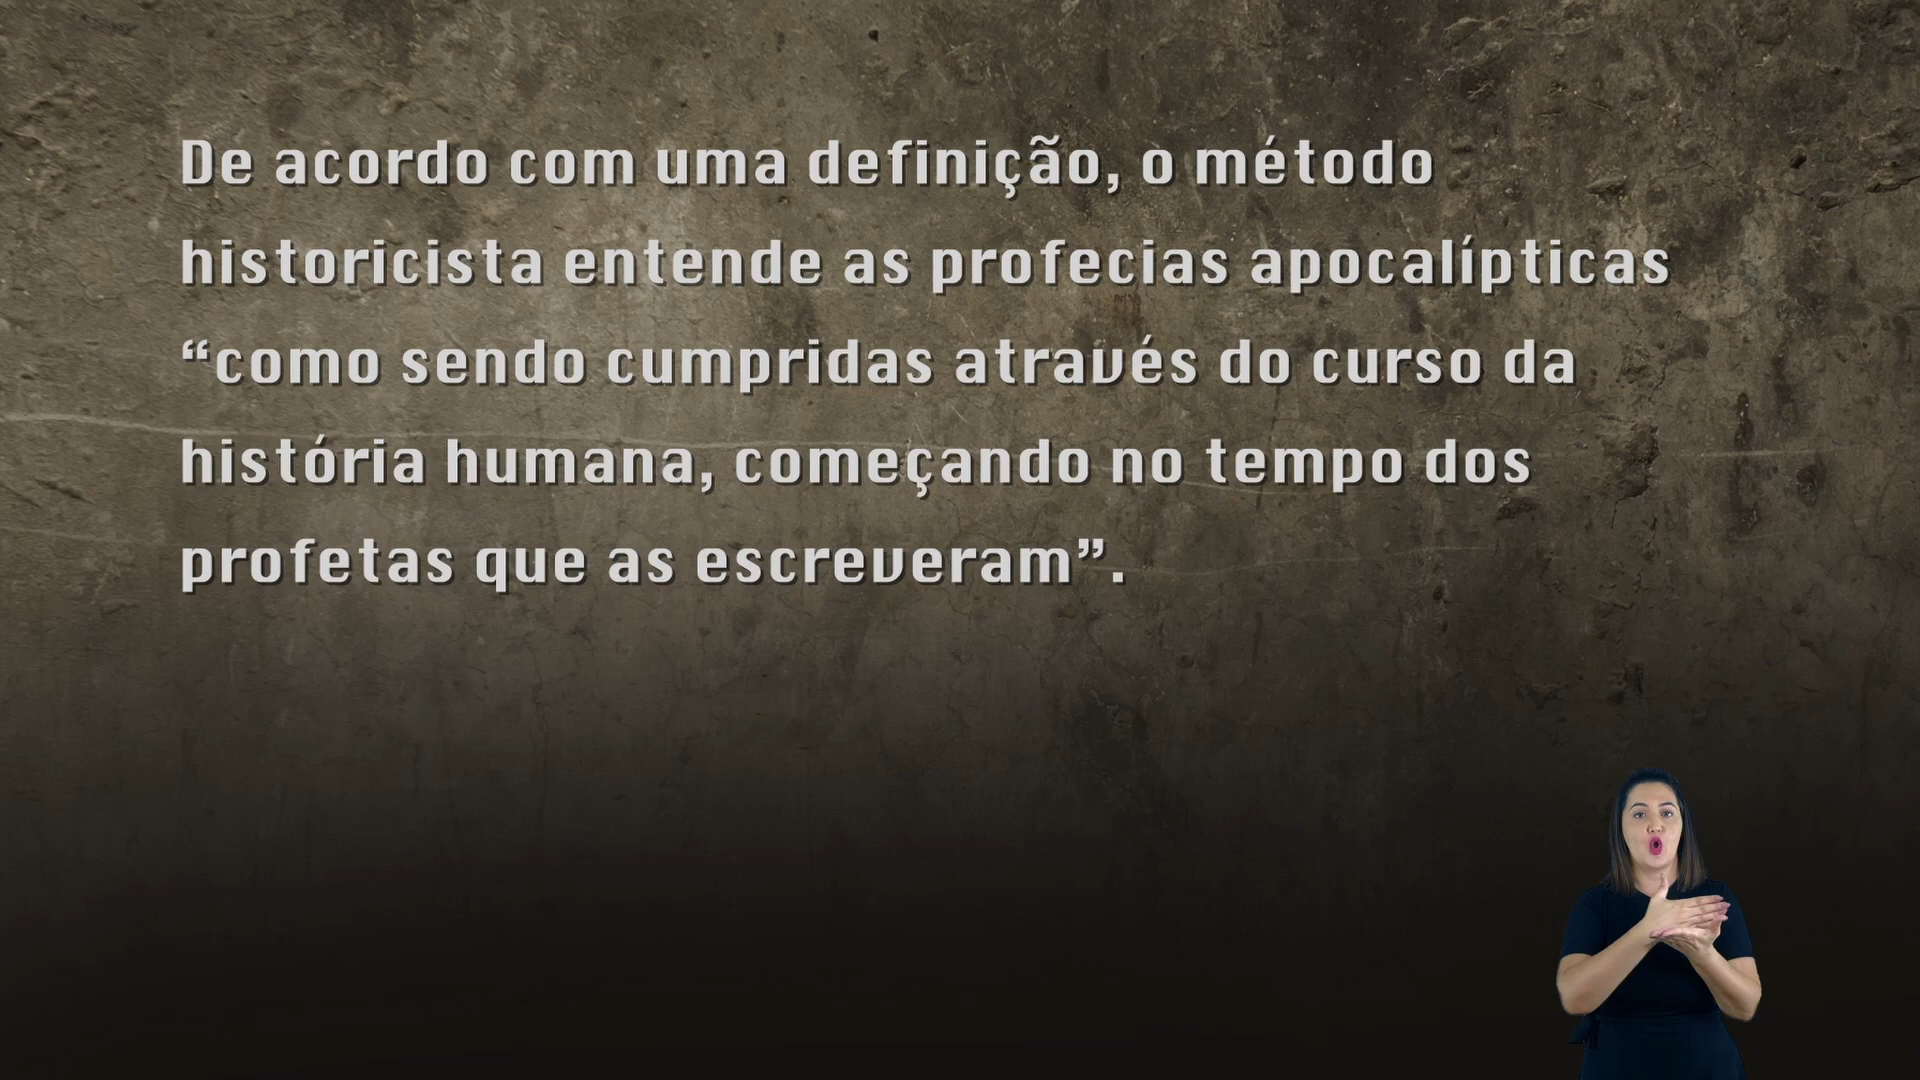 De acordo com uma definição, o método
historicista entende as profecias apocalípticas
“como sendo cumpridas através do curso da
história humana, começando no tempo dos
profetas que as escreveram”.